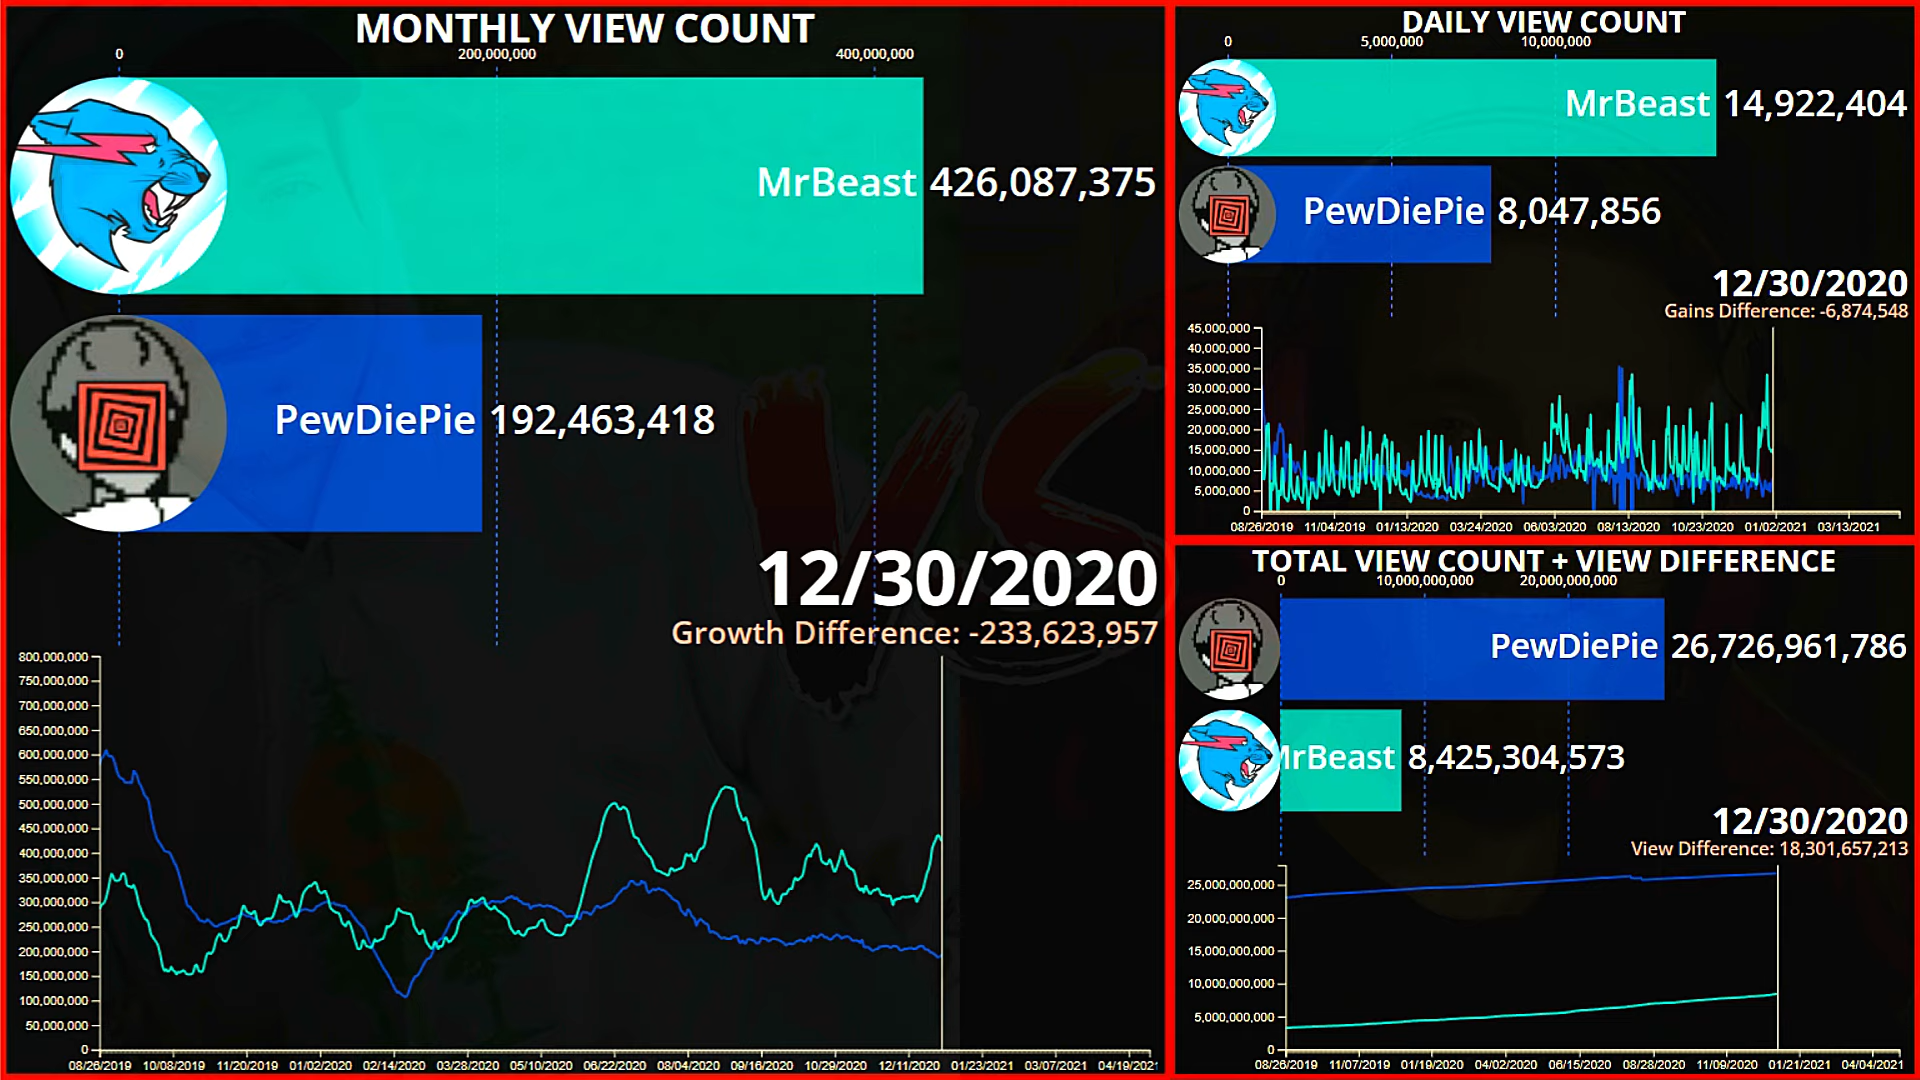 MONTHLY VIEW COUNT
0 200,000,000 400,000,000
MrBeast 426,087,375
PewDiePie 192,463,418
12/30/2020
Growth Difference: -233,623,957
800,000,000
750,000,000
700,000,000
650,000,000
600,000,000
550,000,000
500,000,000
450,000,000
400,000,000
350,000,000
300,000,000
250,000,000
200,000,000
150,000,000
100,000,000
50,000,000
0
08/26/2019 10/08/2019 11/20/2019 01/02/2020 02/14/2020 03/28/2020 05/10/2020 06/22/2020 08/04/2020 09/16/2020 10/29/2020 12/11/2020 01/23/2021 03/07/2021 04/19/2021
VS
DAILY VIEW COUNT
0 5,000,000 10,000,000
MrBeast 14,922,404
PewDiePie 8,047,856
12/30/2020
Gains Difference: -6,874,548
45,000,000
40,000,000
35,000,000
30,000,000
25,000,000
20,000,000
15,000,000
10,000,000
5,000,000
0
08/26/2019 11/04/2019 01/13/2020 03/24/2020 06/03/2020 08/13/2020 10/23/2020 01/02/2021 03/13/2021
TOTAL VIEW COUNT + VIEW DIFFERENCE
0 10,000,000,000 20,000,000,000
PewDiePie 26,726,961,786
MrBeast 8,425,304,573
12/30/2020
View Difference: 18,301,657,213
25,000,000,000
20,000,000,000
15,000,000,000
10,000,000,000
5,000,000,000
0
08/26/2019 11/07/2019 01/19/2020 04/02/2020 06/15/2020 08/28/2020 11/09/2020 01/21/2021 04/04/2021